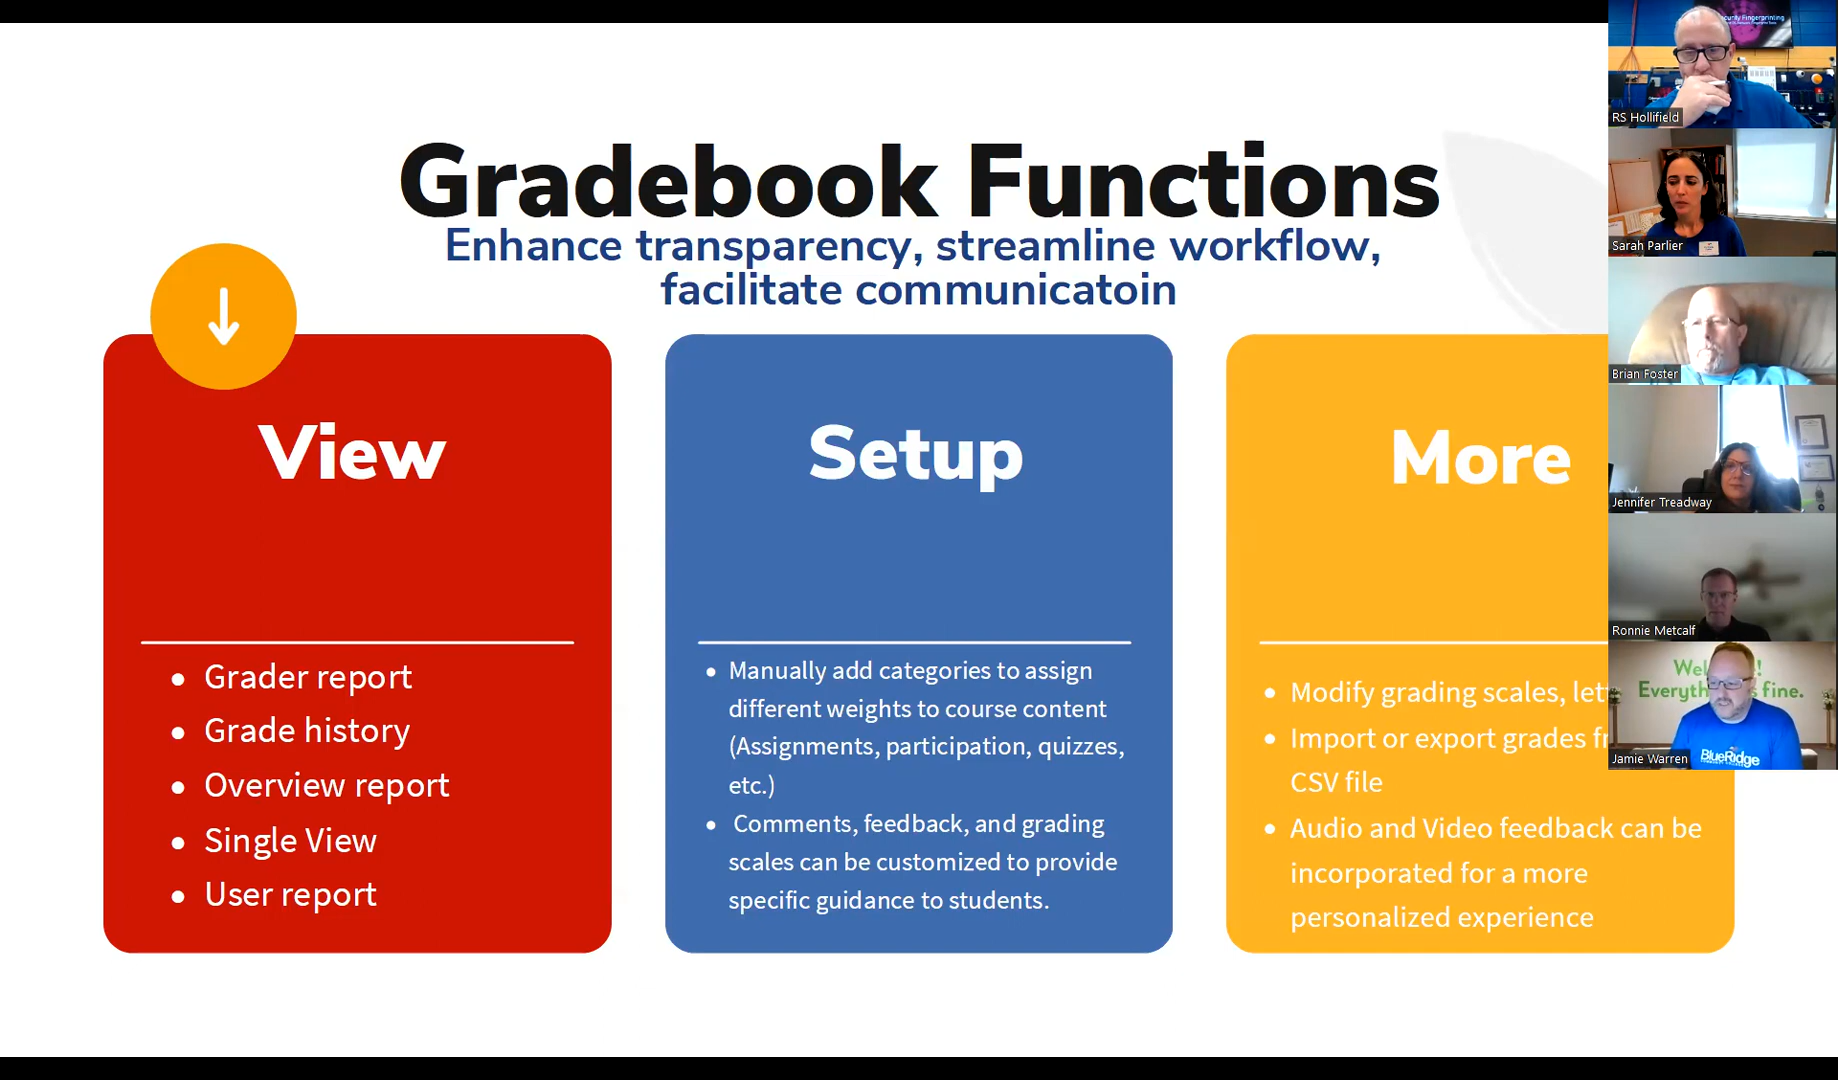 Gradebook Functions
Enhance transparency, streamline workflow,
facilitate communicatoin
View
Grader report
Grade history
Overview report
Single View
User report
Setup
Manually add categories to assign
different weights to course content
(Assignments, participation, quizzes,
etc.)
Comments, feedback, and grading
scales can be customized to provide
specific guidance to students.
More
Modify grading scales,
Import or export grades
CSV file
Audio and Video feedback can be
incorporated for a more
personalized experience
Fingerprinting
RS Hollifield
Sarah Parlier
Brian Foster
Jennifer Treadway
Ronnie Metcalf
fine.
BlueRidge
Jamie Warren